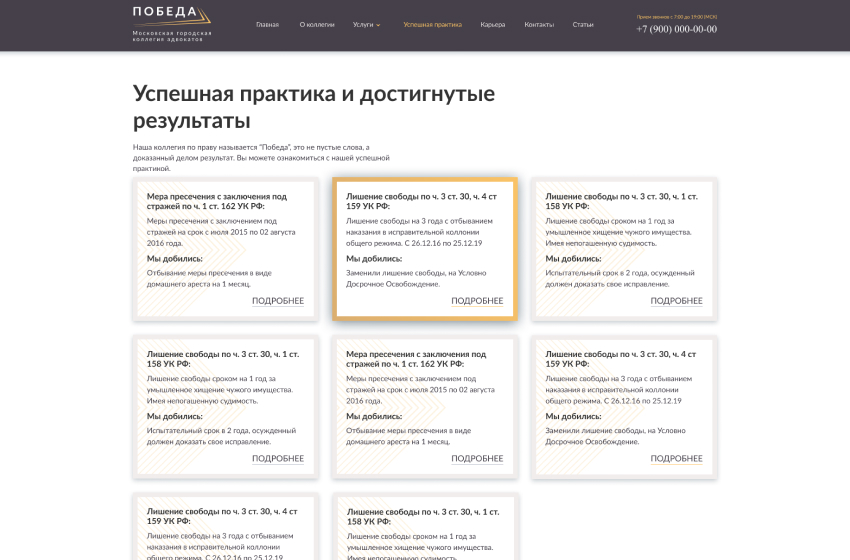 ПОБЕДА
Московская городская
коллегия адвокатов
Главная
О коллегии
Услуги
Успешная практика
Карьера
Контакты
Статьи
Прием звонков с 7:00 до 19:00 (МСК)
+7 (900) 000-00-00
Успешная практика и достигнутые
результаты
Наша коллегия по праву называется "Победа", это не пустые слова, а
доказанный делом результат. Вы можете ознакомиться с нашей успешной
практикой.
Мера пресечения с заключения под
стражей по ч. 1 ст. 162 УК РФ:
Меры пресечения с заключением под
стражей на срок с июля 2015 по 02 августа
2016 года.
Мы добились:
Отбывание меры пресечения в виде
домашнего ареста на 1 месяц.
ПОДРОБНЕЕ
Лишение свободы по ч. 3 ст. 30, ч. 4 ст
159 УК РФ:
Лишение свободы на 3 года с отбыванием
наказания в исправительной коллонии
общего режима. С 26.12.16 по 25.12.19
Мы добились:
Заменили лишение свободы, на Условно
Досрочное Освобождение.
ПОДРОБНЕЕ
Лишение свободы по ч. 3 ст. 30, ч. 1 ст.
158 УК РФ:
Лишение свободы сроком на 1 год за
умышленное хищение чужого имущества.
Имея непогашенную судимость.
Мы добились:
Испытательный срок в 2 года, осужденный
должен доказать свое исправление.
ПОДРОБНЕЕ
Лишение свободы по ч. 3 ст. 30, ч. 1 ст.
158 УК РФ:
Лишение свободы сроком на 1 год за
умышленное хищение чужого имущества.
Имея непогашенную судимость.
Мы добились:
Испытательный срок в 2 года, осужденный
должен доказать свое исправление.
ПОДРОБНЕЕ
Мера пресечения с заключения под
стражей по ч. 1 ст. 162 УК РФ:
Меры пресечения с заключением под
стражей на срок с июля 2015 по 02 августа
2016 года.
Мы добились:
Отбывание меры пресечения в виде
домашнего ареста на 1 месяц.
ПОДРОБНЕЕ
Лишение свободы по ч. 3 ст. 30, ч. 4 ст
159 УК РФ:
Лишение свободы на 3 года с отбыванием
наказания в исправительной коллонии
общего режима. С 26.12.16 по 25.12.19
Мы добились:
Заменили лишение свободы, на Условно
Досрочное Освобождение.
ПОДРОБНЕЕ
Лишение свободы по ч. 3 ст. 30, ч. 4 ст
159 УК РФ:
Лишение свободы на 3 года с отбыванием
наказания в исправительной коллонии
общего режима. С 26.12.16 по 25.12.19
Лишение свободы по ч. 3 ст. 30, ч. 1 ст.
158 УК РФ:
Лишение свободы сроком на 1 год за
умышленное хищение чужого имущества.
Имея непогашенную судимость.